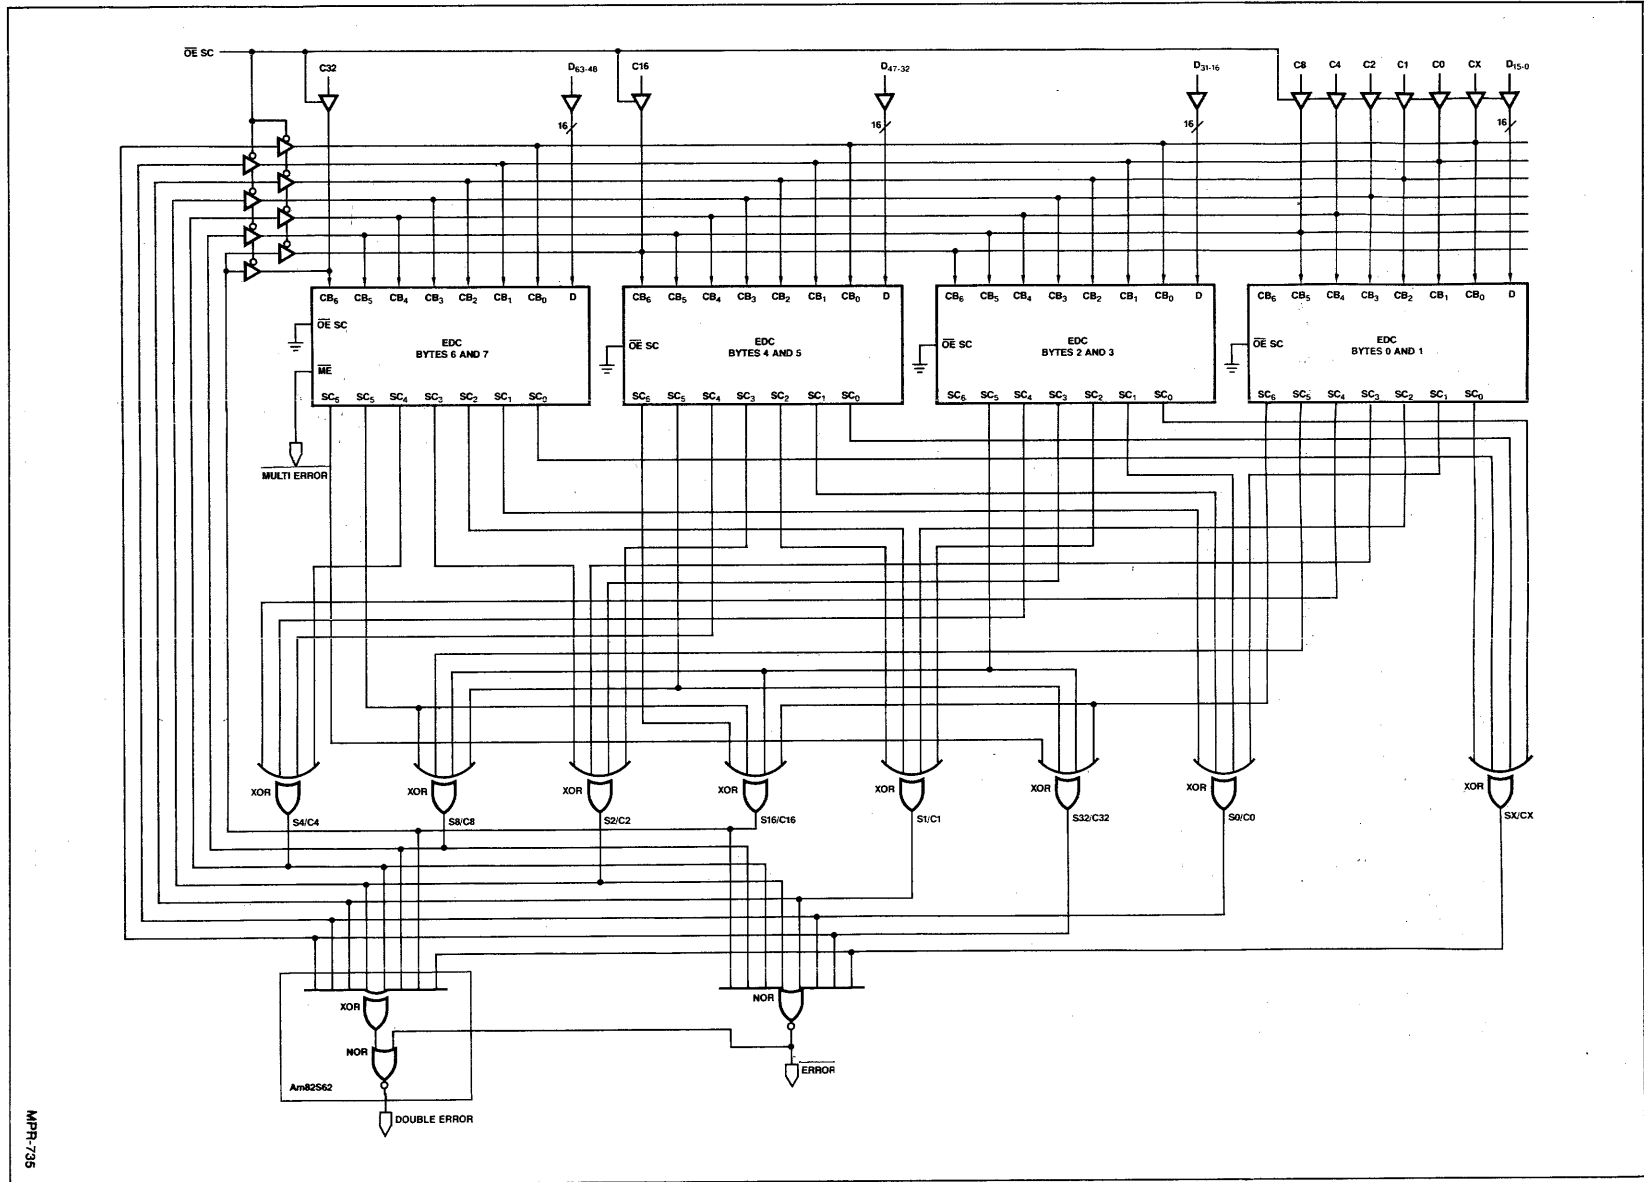 OE SC
C32
D63-48
C16
D47-32
D31-16
C8 C4 C2 C1 C0 CX D15-0
16 16 16 16
CB6 CB5 CB4 CB3 CB2 CB1 CB0 D
OE SC
EDC
BYTES 6 AND 7
ME
SC6 SC5 SC4 SC3 SC2 SC1 SC0
CB6 CB5 CB4 CB3 CB2 CB1 CB0 D
OE SC
EDC
BYTES 4 AND 5
SC6 SC5 SC4 SC3 SC2 SC1 SC0
CB6 CB5 CB4 CB3 CB2 CB1 CB0 D
OE SC
EDC
BYTES 2 AND 3
SC6 SC5 SC4 SC3 SC2 SC1 SC0
CB6 CB5 CB4 CB3 CB2 CB1 CB0 D
OE SC
EDC
BYTES 0 AND 1
SC6 SC5 SC4 SC3 SC2 SC1 SC0
MULTI ERROR
XOR
S4/C4
XOR
S8/C8
XOR
S2/C2
XOR
S16/C16
XOR
S1/C1
XOR
S32/C32
XOR
S0/C0
XOR
SX/CX
XOR
NOR
Am82S62
DOUBLE ERROR
NOR
ERROR
MPR-735